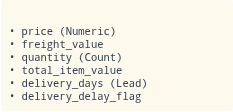 • price (Numeric)
• freight_value
• quantity (Count)
• total_item_value
• delivery_days (Lead)
• delivery_delay_flag